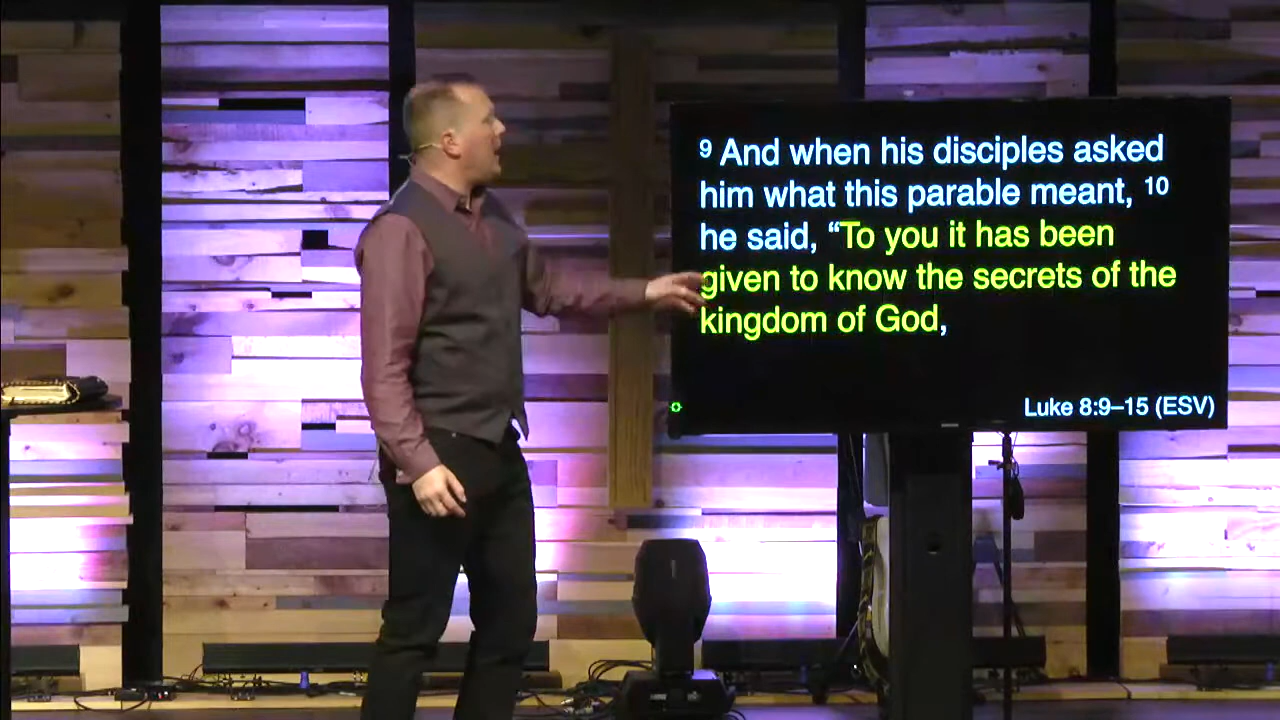 9 And when his disciples asked
him what this parable meant, 10
he said, “To you it has been
given to know the secrets of the
kingdom of God,
Luke 8:9–15 (ESV)